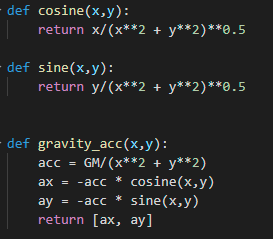 def cosine(x,y):
    return x/(x**2 + y**2)**0.5
def sine(x,y):
    return y/(x**2 + y**2)**0.5
def gravity_acc(x,y):
    acc = GM/(x**2 + y**2)
    ax = -acc * cosine(x,y)
    ay = -acc * sine(x,y)
    return [ax, ay]